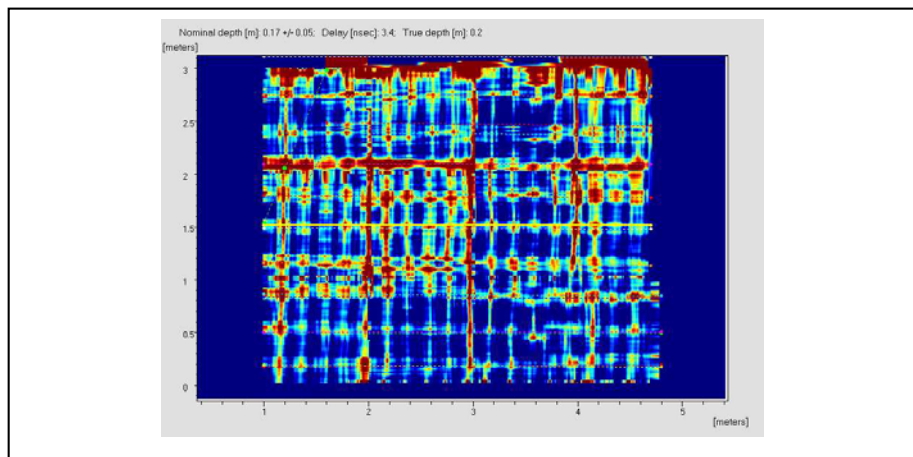 Nominal depth [m]: 0.17 +/- 0.05; Delay [nsec]: 3.4; True depth [m]: 0.2
[meters]
3
2.5
2
1.5
1
0.5
0
1 2 3 4 5
[meters]